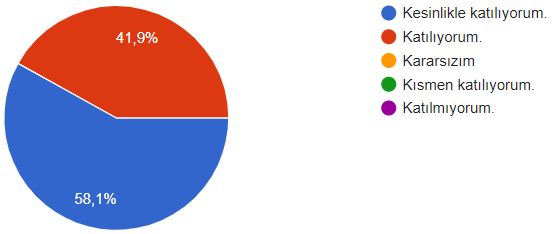 41,9%
58,1%
Kesinlikle katılıyorum.
Katılıyorum.
Kararsızım
Kısmen katılıyorum.
Katılmıyorum.